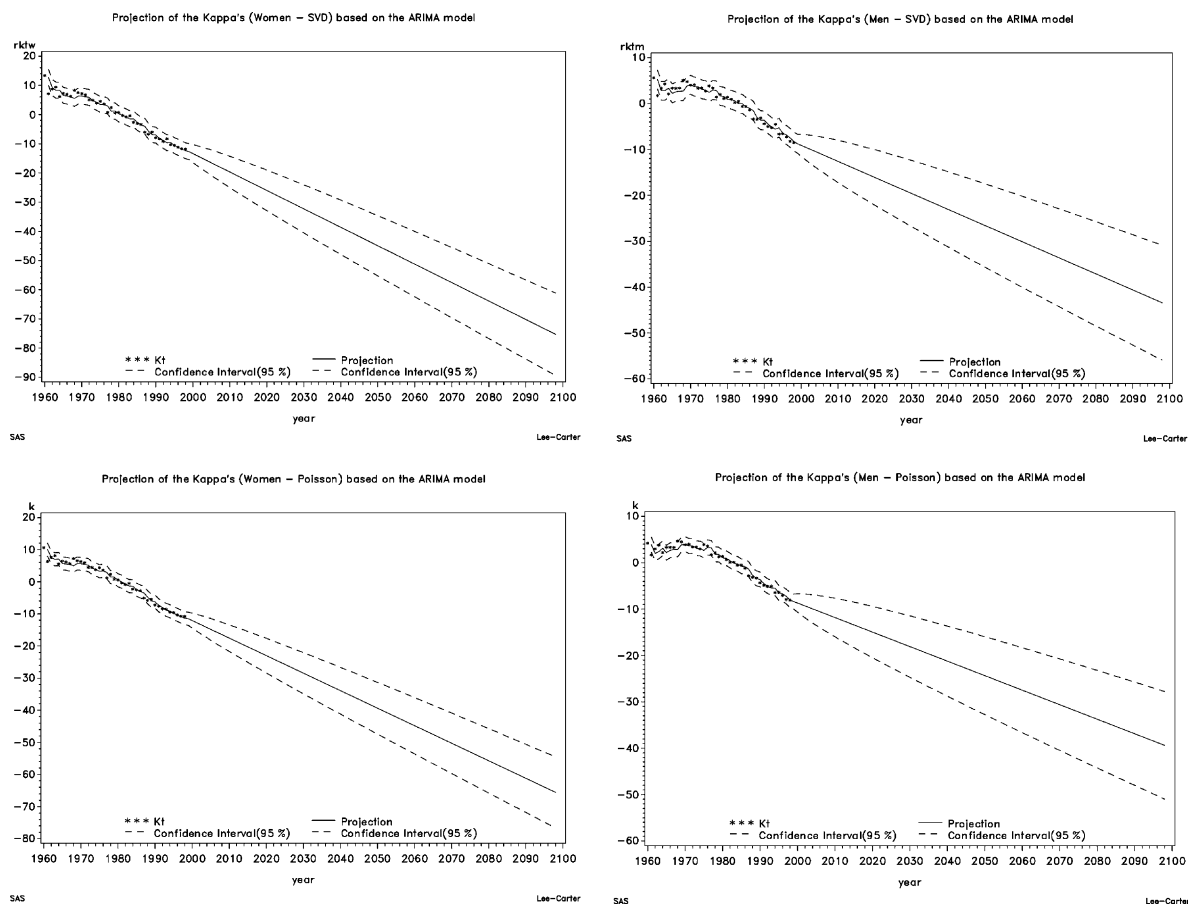 Projection of the Kappa's (Women – SVD) based on the ARIMA model
rktw
20
10
0
−10
−20
−30
−40
−50
−60
−70
−80
−90
*** Kt
Projection
Confidence Interval(95 %)
Confidence Interval(95 %)
1960 1970 1980 1990 2000 2010 2020 2030 2040 2050 2060 2070 2080 2090 2100
year
SAS
Lee−Carter
Projection of the Kappa's (Men – SVD) based on the ARIMA model
rktm
10
0
−10
−20
−30
−40
−50
−60
*** Kt
Projection
Confidence Interval(95 %)
Confidence Interval(95 %)
1960 1970 1980 1990 2000 2010 2020 2030 2040 2050 2060 2070 2080 2090 2100
year
SAS
Lee−Carter
Projection of the Kappa's (Women – Poisson) based on the ARIMA model
k
20
10
0
−10
−20
−30
−40
−50
−60
−70
−80
*** Kt
Projection
Confidence Interval(95 %)
Confidence Interval(95 %)
1960 1970 1980 1990 2000 2010 2020 2030 2040 2050 2060 2070 2080 2090 2100
year
SAS
Lee−Carter
Projection of the Kappa's (Men – Poisson) based on the ARIMA model
k
10
0
−10
−20
−30
−40
−50
−60
*** Kt
Projection
Confidence Interval(95 %)
Confidence Interval(95 %)
1960 1970 1980 1990 2000 2010 2020 2030 2040 2050 2060 2070 2080 2090 2100
year
SAS
Lee−Carter